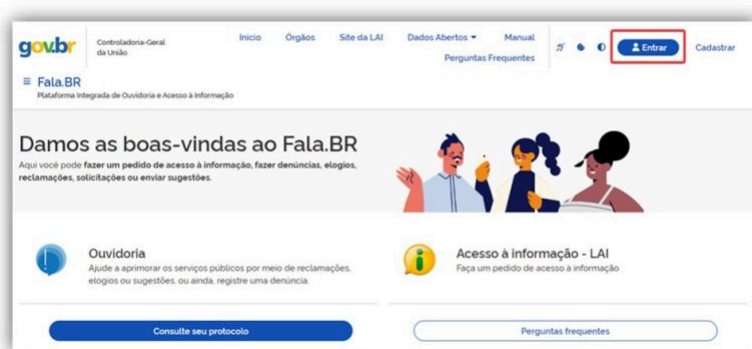 gov.br
Controladoria-Geral
da União
Início Órgãos Site da LAI Dados Abertos Manual
Perguntas Frequentes
Entrar
Cadastrar
Fala.BR
Plataforma Integrada de Ouvidoria e Acesso à Informação
Damos as boas-vindas ao Fala.BR
Aqui você pode fazer um pedido de acesso à informação, fazer denúncias, elogios,
reclamações, solicitações ou enviar sugestões.
Ouvidoria
Ajude a aprimorar os serviços públicos por meio de reclamações,
elogios ou sugestões, ou ainda, registre uma denúncia.
Consulte seu protocolo
Acesso à informação - LAI
Faça um pedido de acesso à informação
Perguntas frequentes